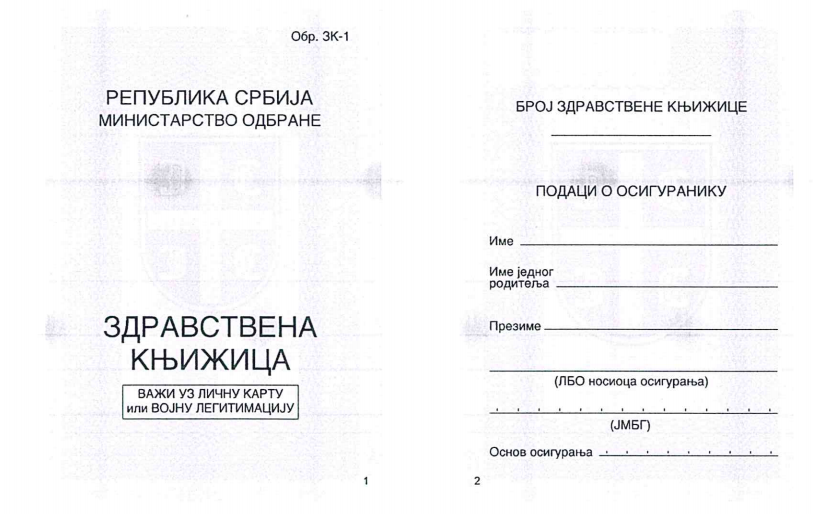 Обр. ЗК-1
РЕПУБЛИКА СРБИЈА
МИНИСТАРСТВО ОДБРАНЕ
ЗДРАВСТВЕНА
КЊИЖИЦА
ВАЖИ УЗ ЛИЧНУ КАРТУ
или ВОЈНУ ЛЕГИТИМАЦИЈУ
1
БРОЈ ЗДРАВСТВЕНЕ КЊИЖИЦЕ
ПОДАЦИ О ОСИГУРАНИКУ
Име
Име једног
родитеља
Презиме
(ЛБО носиоца осигурања)
(ЈМБГ)
Основ осигурања
2